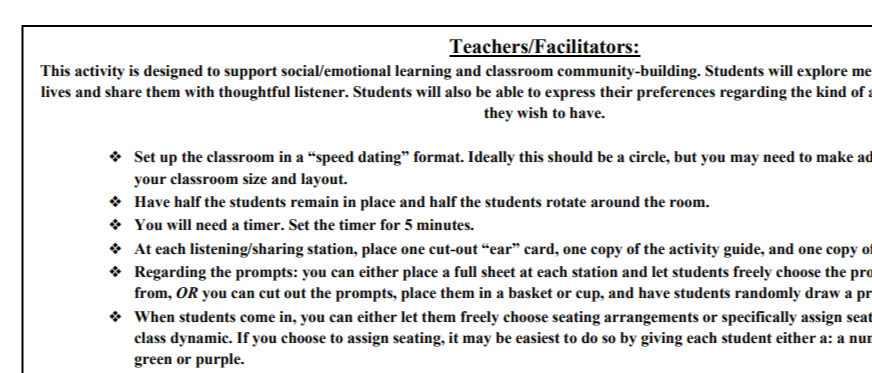 Teachers/Facilitators:
This activity is designed to support social/emotional learning and classroom community-building. Students will explore me
lives and share them with thoughtful listener. Students will also be able to express their preferences regarding the kind of a
they wish to have.
❖ Set up the classroom in a “speed dating” format. Ideally this should be a circle, but you may need to make ad
your classroom size and layout.
❖ Have half the students remain in place and half the students rotate around the room.
❖ You will need a timer. Set the timer for 5 minutes.
❖ At each listening/sharing station, place one cut-out “ear” card, one copy of the activity guide, and one copy of
❖ Regarding the prompts: you can either place a full sheet at each station and let students freely choose the pro
from, OR you can cut out the prompts, place them in a basket or cup, and have students randomly draw a pr
❖ When students come in, you can either let them freely choose seating arrangements or specifically assign seat
class dynamic. If you choose to assign seating, it may be easiest to do so by giving each student either a: a nur
green or purple.